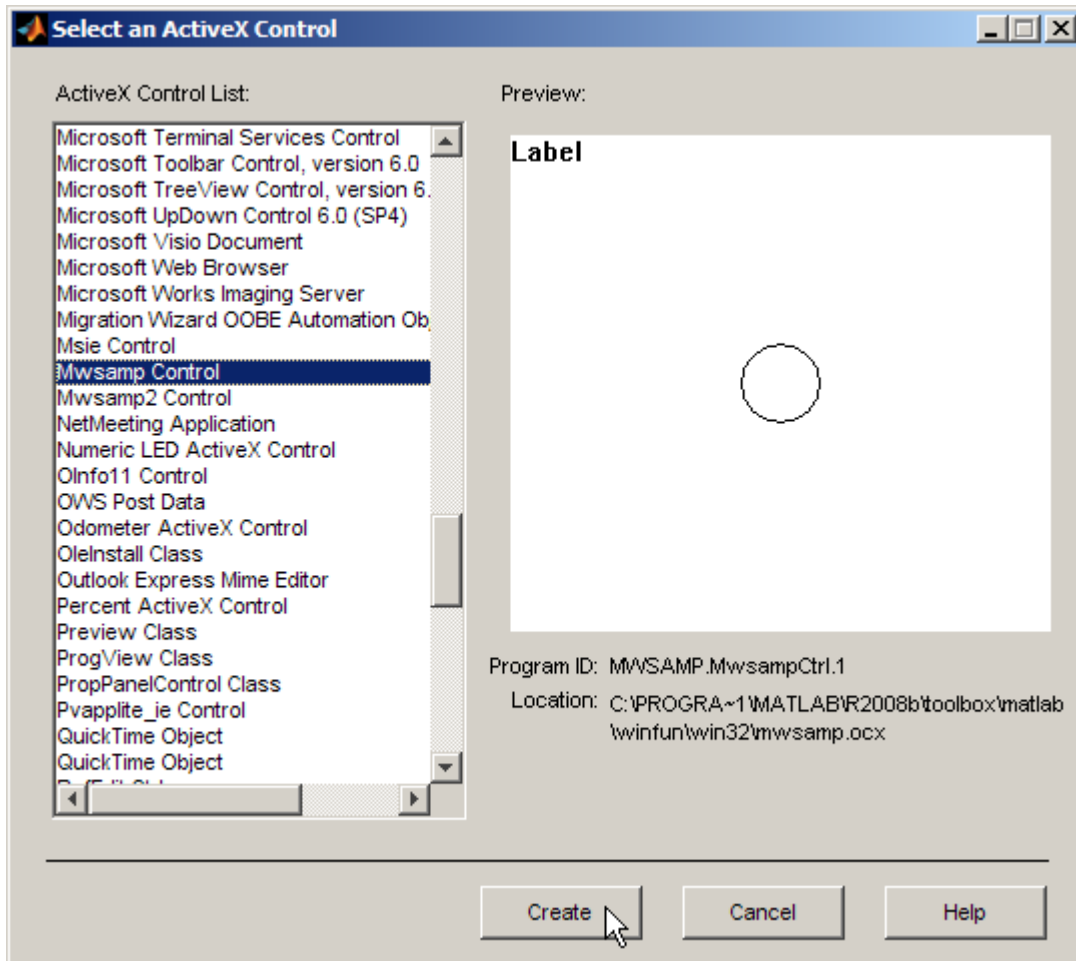 Select an ActiveX Control
ActiveX Control List:
Microsoft Terminal Services Control
Microsoft Toolbar Control, version 6.0
Microsoft TreeView Control, version 6.
Microsoft UpDown Control 6.0 (SP4)
Microsoft Visio Document
Microsoft Web Browser
Microsoft Works Imaging Server
Migration Wizard OOBE Automation Ob
Msie Control
Mwsamp Control
Mwsamp2 Control
NetMeeting Application
Numeric LED ActiveX Control
OInfo11 Control
OWS Post Data
Odometer ActiveX Control
OleInstall Class
Outlook Express Mime Editor
Percent ActiveX Control
Preview Class
ProgView Class
PropPanelControl Class
Pvapplite_ie Control
QuickTime Object
QuickTime Object
Preview:
Label
Program ID: MWSAMP.MwsampCtrl.1
Location: C:\PROGRA~1\MATLAB\R2008b\toolbox\matlab
\winfun\win32\mwsamp.ocx
Create
Cancel
Help